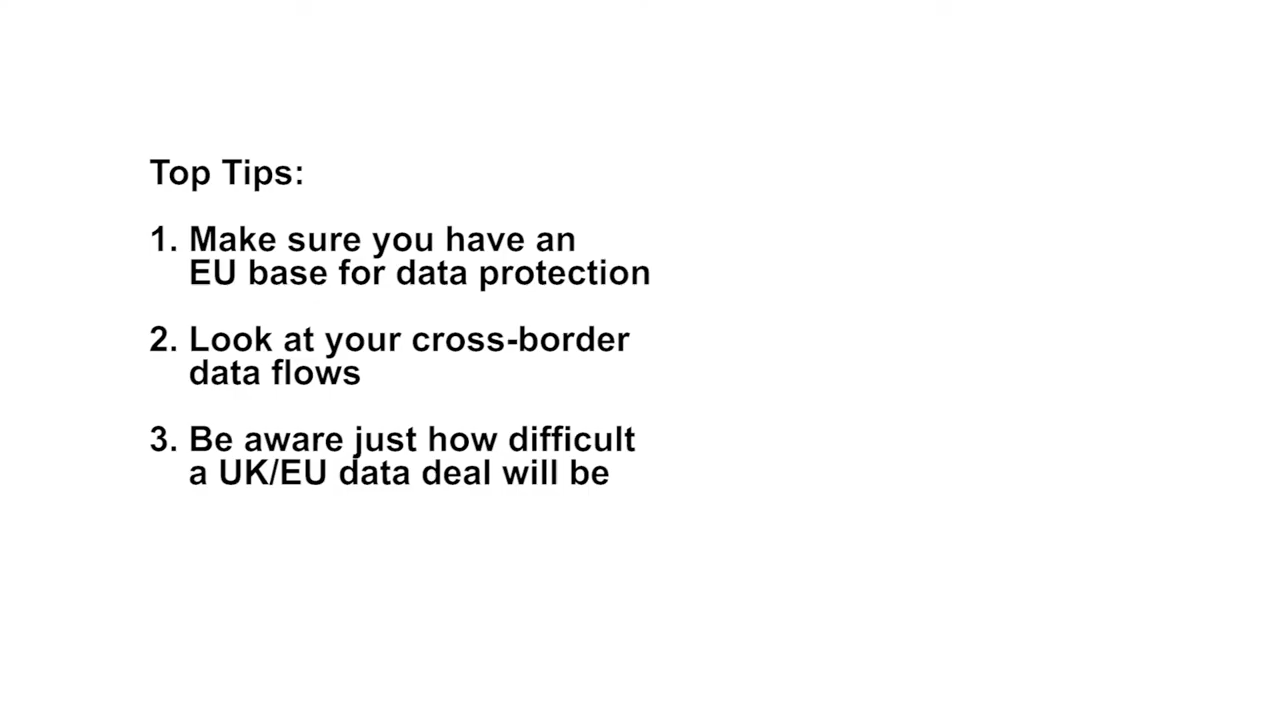 Top Tips:
1. Make sure you have an
EU base for data protection
2. Look at your cross-border
data flows
3. Be aware just how difficult
a UK/EU data deal will be